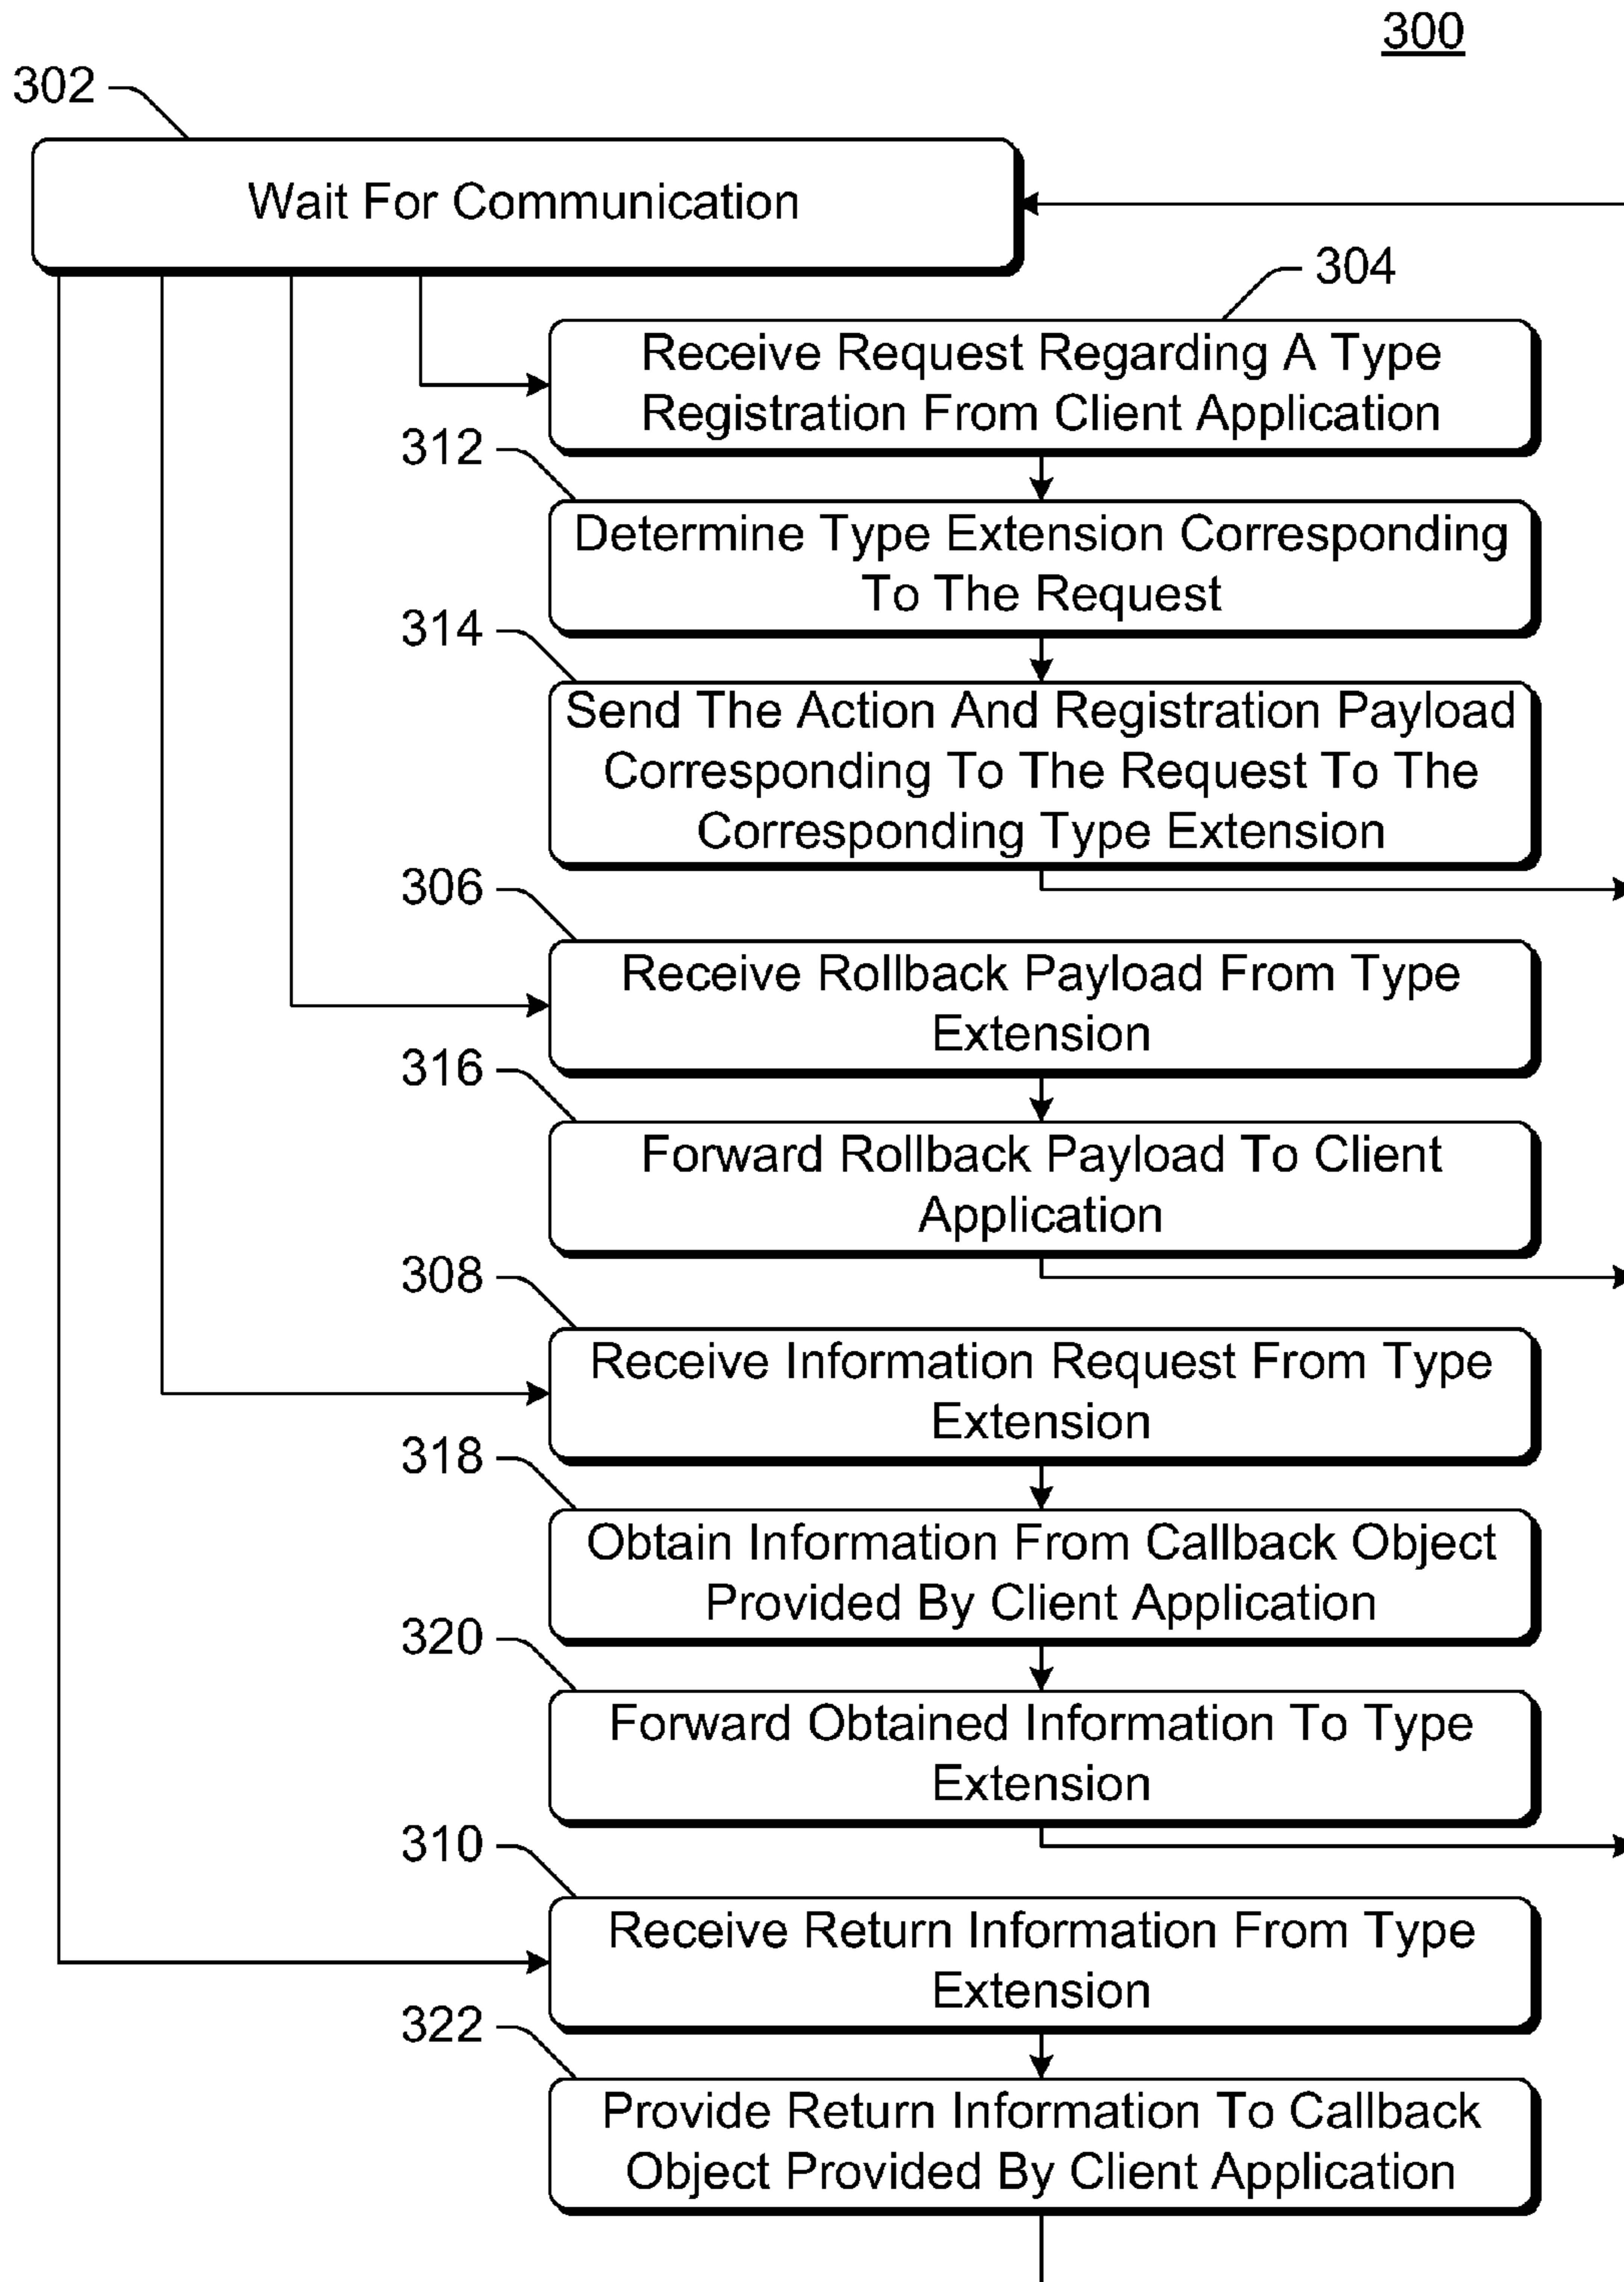 300
302
Wait For Communication
304
Receive Request Regarding A Type
Registration From Client Application
312
Determine Type Extension Corresponding
To The Request
314
Send The Action And Registration Payload
Corresponding To The Request To The
Corresponding Type Extension
306
Receive Rollback Payload From Type
Extension
316
Forward Rollback Payload To Client
Application
308
Receive Information Request From Type
Extension
318
Obtain Information From Callback Object
Provided By Client Application
320
Forward Obtained Information To Type
Extension
310
Receive Return Information From Type
Extension
322
Provide Return Information To Callback
Object Provided By Client Application